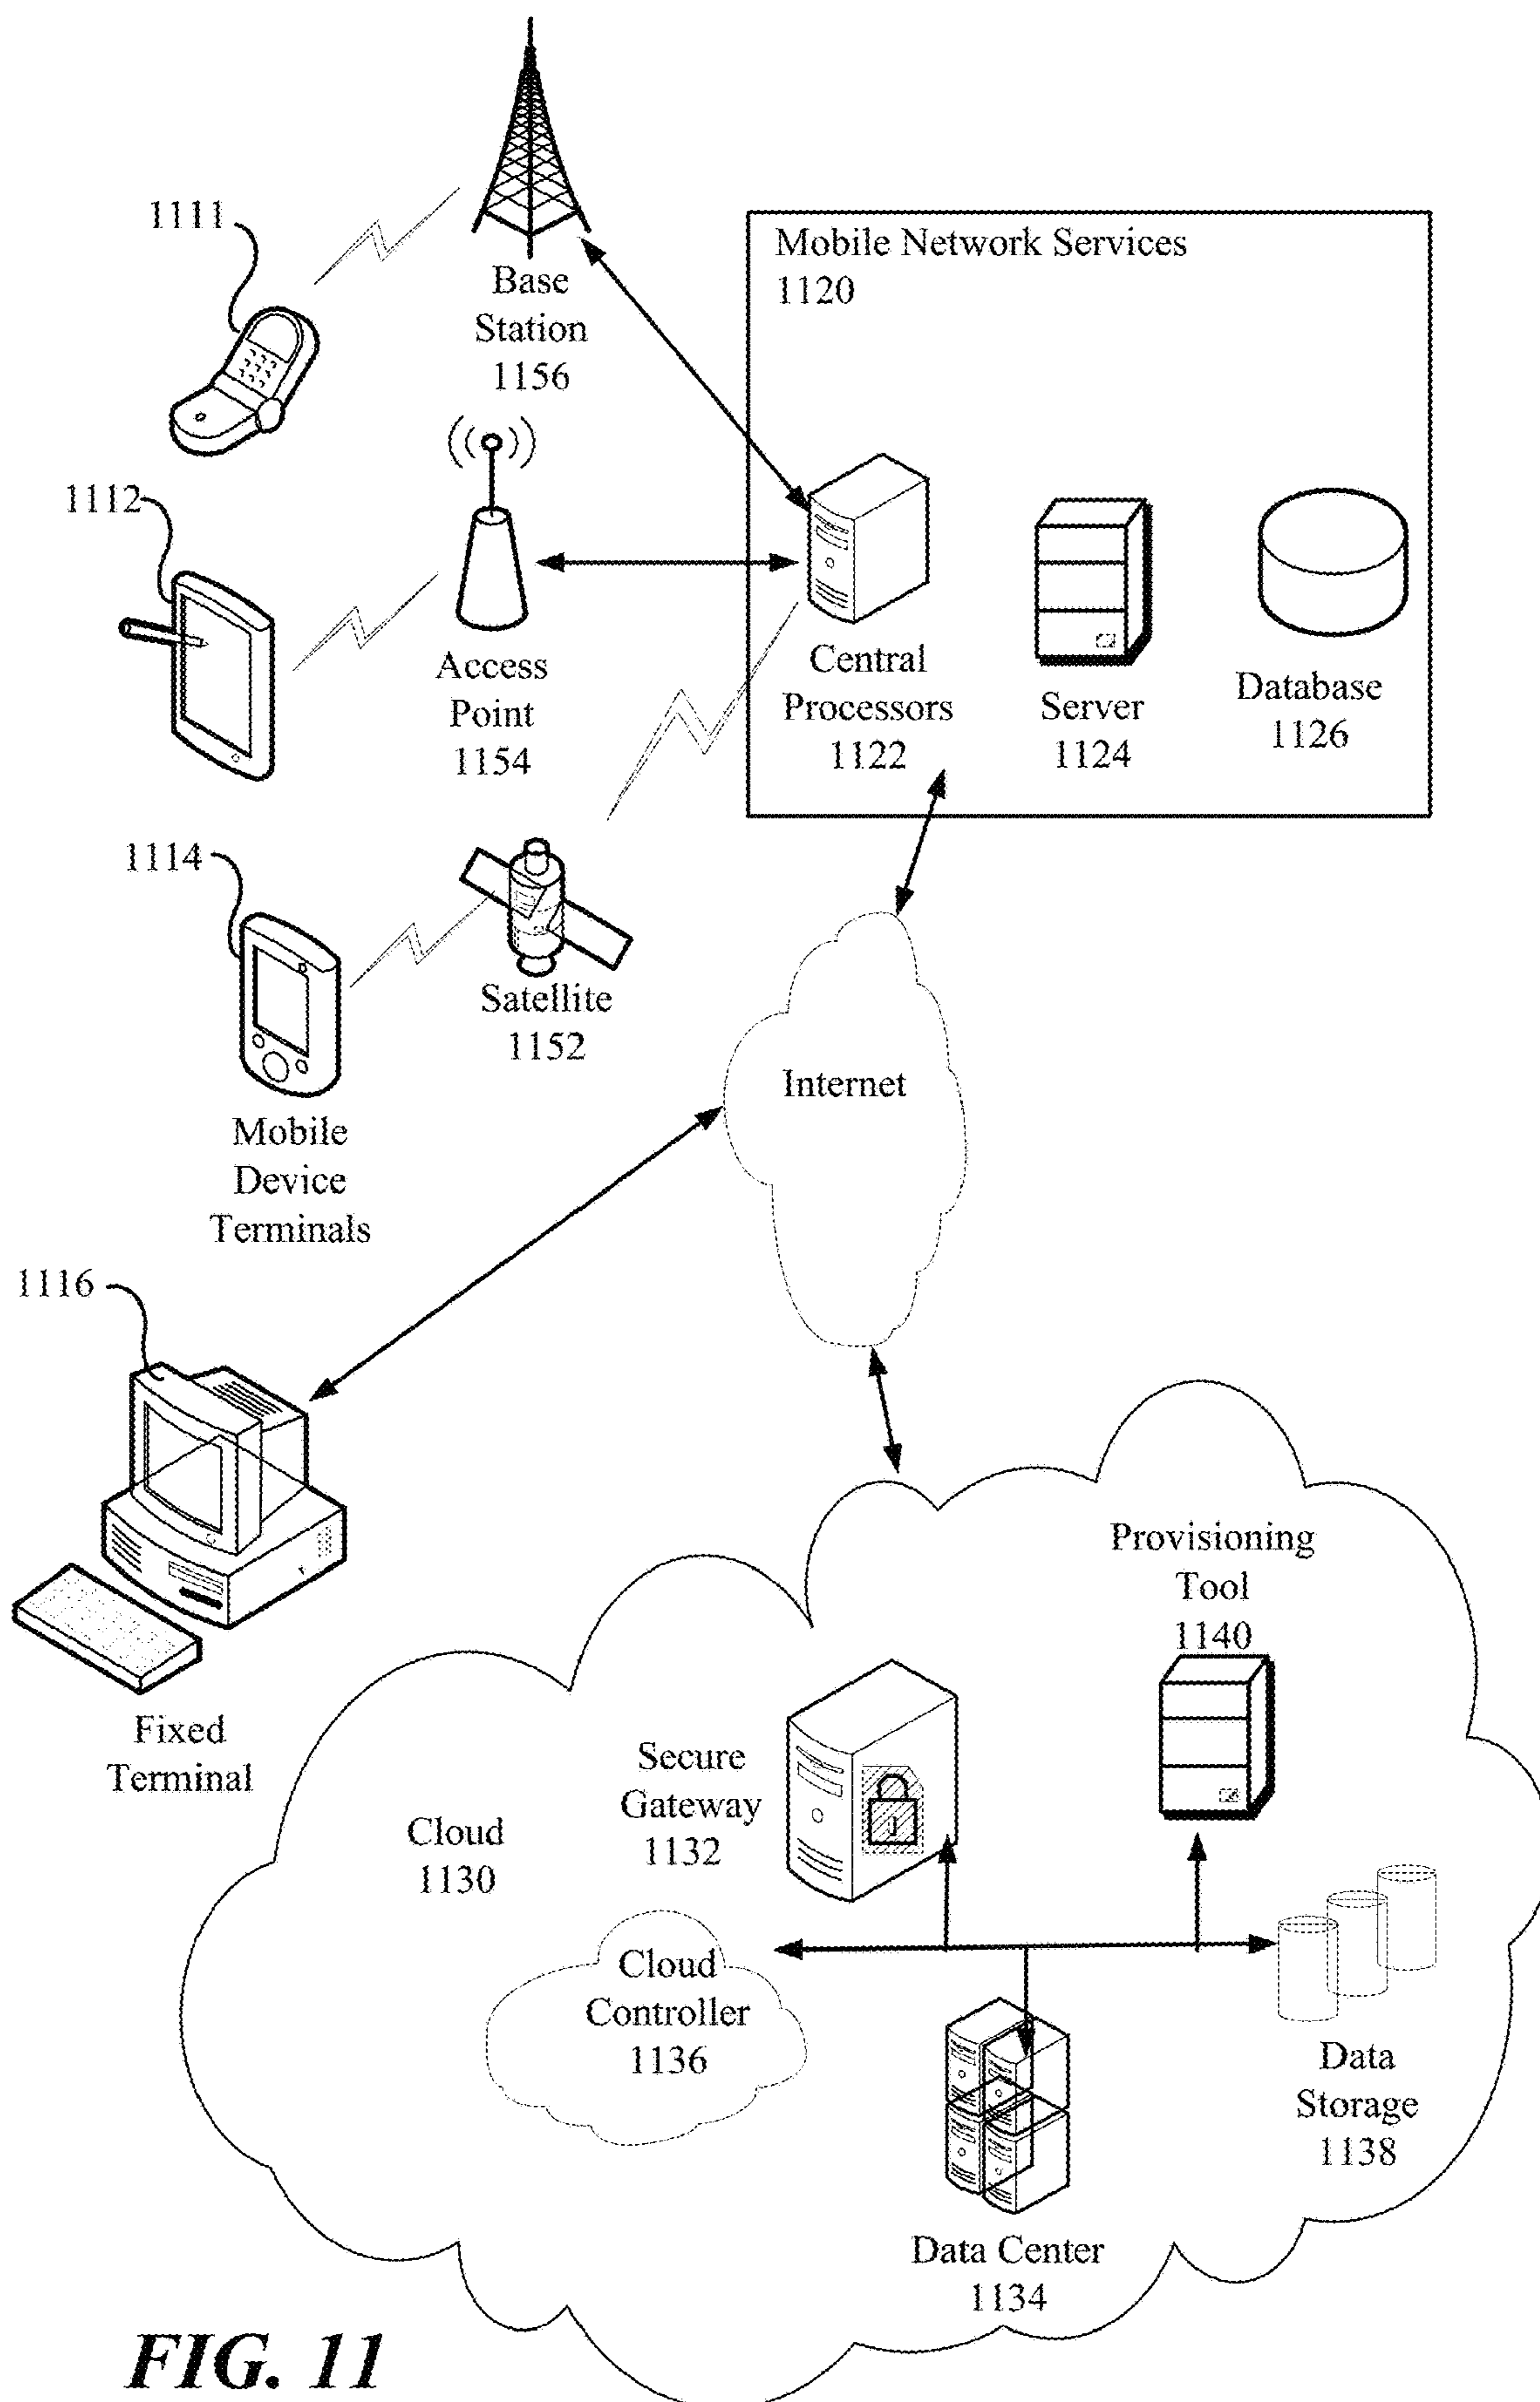 1111
Base
Station
1156
Mobile Network Services
1120
1112
Access
Point
1154
Central
Processors
1122
Server
1124
Database
1126
1114
Satellite
1152
Mobile
Device
Terminals
Internet
1116
Fixed
Terminal
Provisioning
Tool
1140
Secure
Gateway
1132
Cloud
1130
Cloud
Controller
1136
Data
Storage
1138
Data Center
1134
FIG. 11